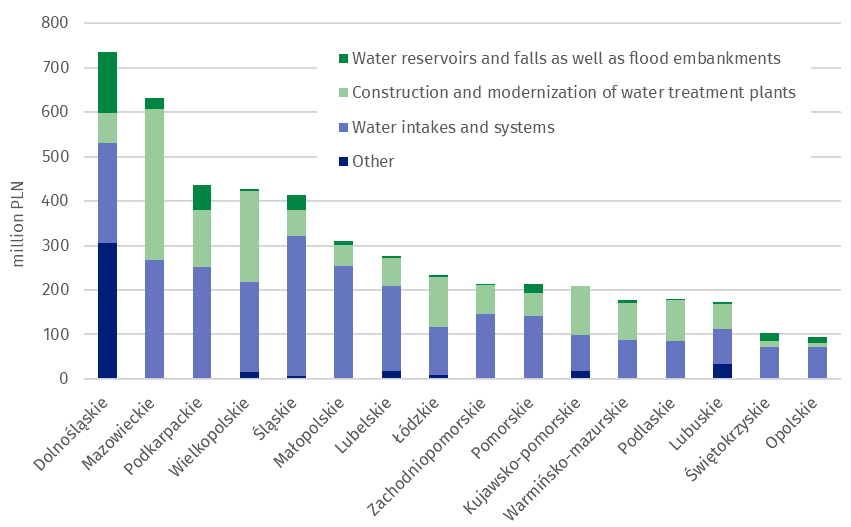 800
700
600
500
400
300
200
100
0
million PLN
Water reservoirs and falls as well as flood embankments
Construction and modernization of water treatment plants
Water intakes and systems
Other
Dolnośląskie
Mazowieckie
Podkarpackie
Wielkopolskie
Śląskie
Małopolskie
Lubelskie
Łódzkie
Zachodniopomorskie
Pomorskie
Kujawsko-pomorskie
Warmińsko-mazurskie
Podlaskie
Lubuskie
Świętokrzyskie
Opolskie